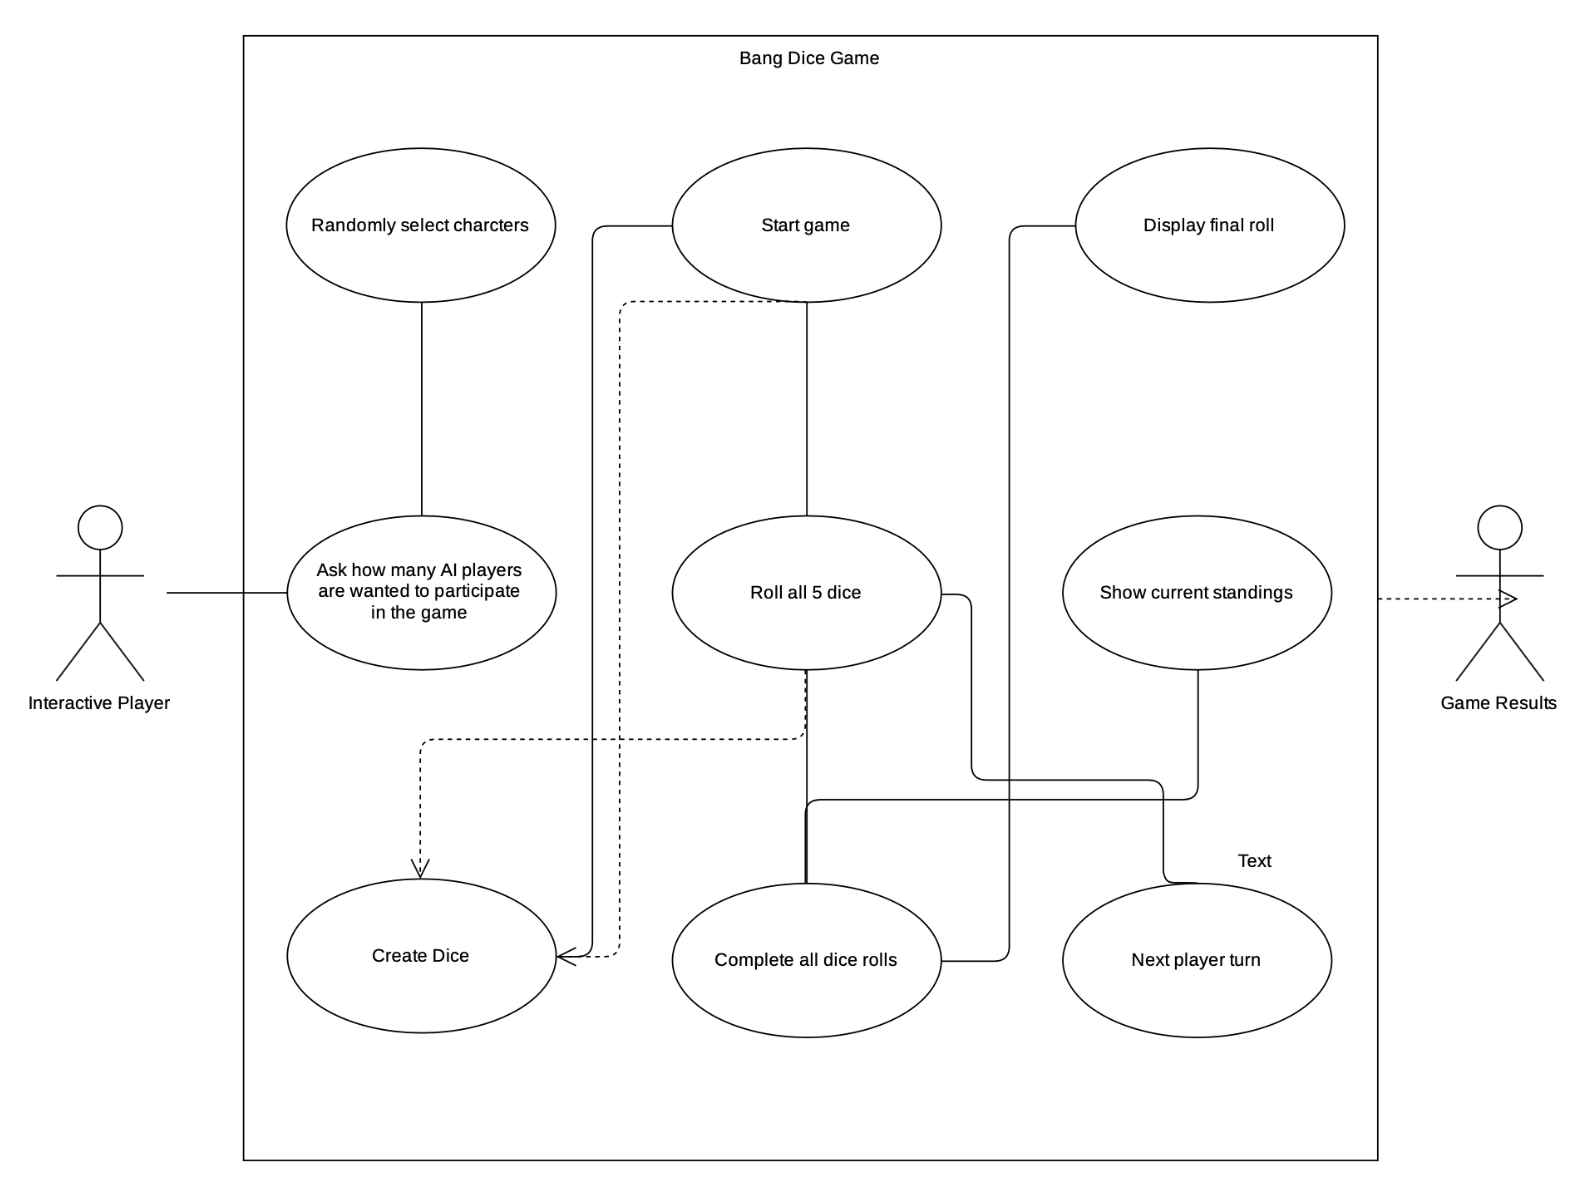 Bang Dice Game
Randomly select charcters
Start game
Display final roll
Ask how many AI players
are wanted to participate
in the game
Roll all 5 dice
Show current standings
Interactive Player
Game Results
Text
Create Dice
Complete all dice rolls
Next player turn